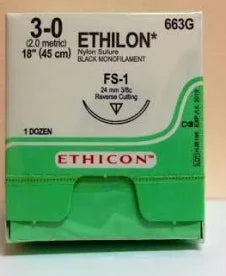 3-0
(2.0 metric)
18" (45 cm)
ETHILON*
Nylon Suture
BLACK MONOFILAMENT
663G
FS-1
24 mm 3/8c
Reverse Cutting
1 DOZEN
ETHICON™